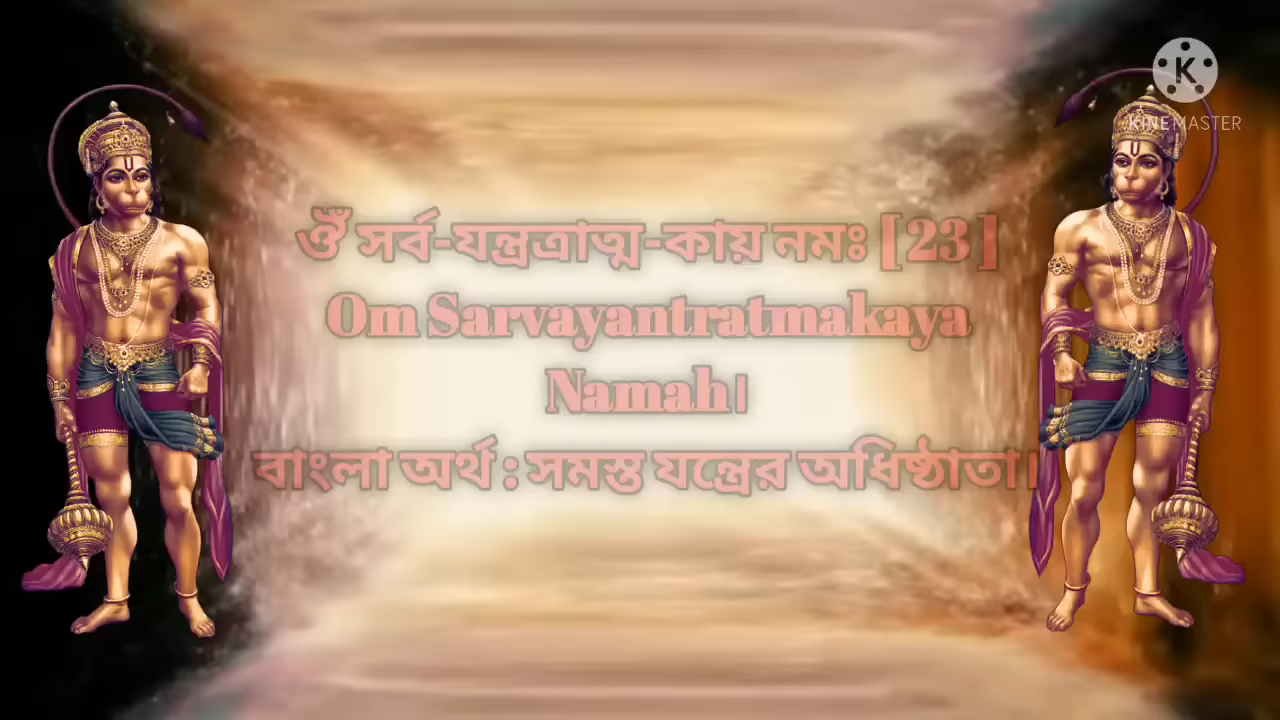 K
KINEMASTER
ওঁ সর্ব-যন্ত্রত্রাত্ম-কায় নমঃ [23]
Om Sarvayantratmakaya
Namah।
বাংলা অর্থ : সমস্ত যন্ত্রের অধিষ্ঠাতা।